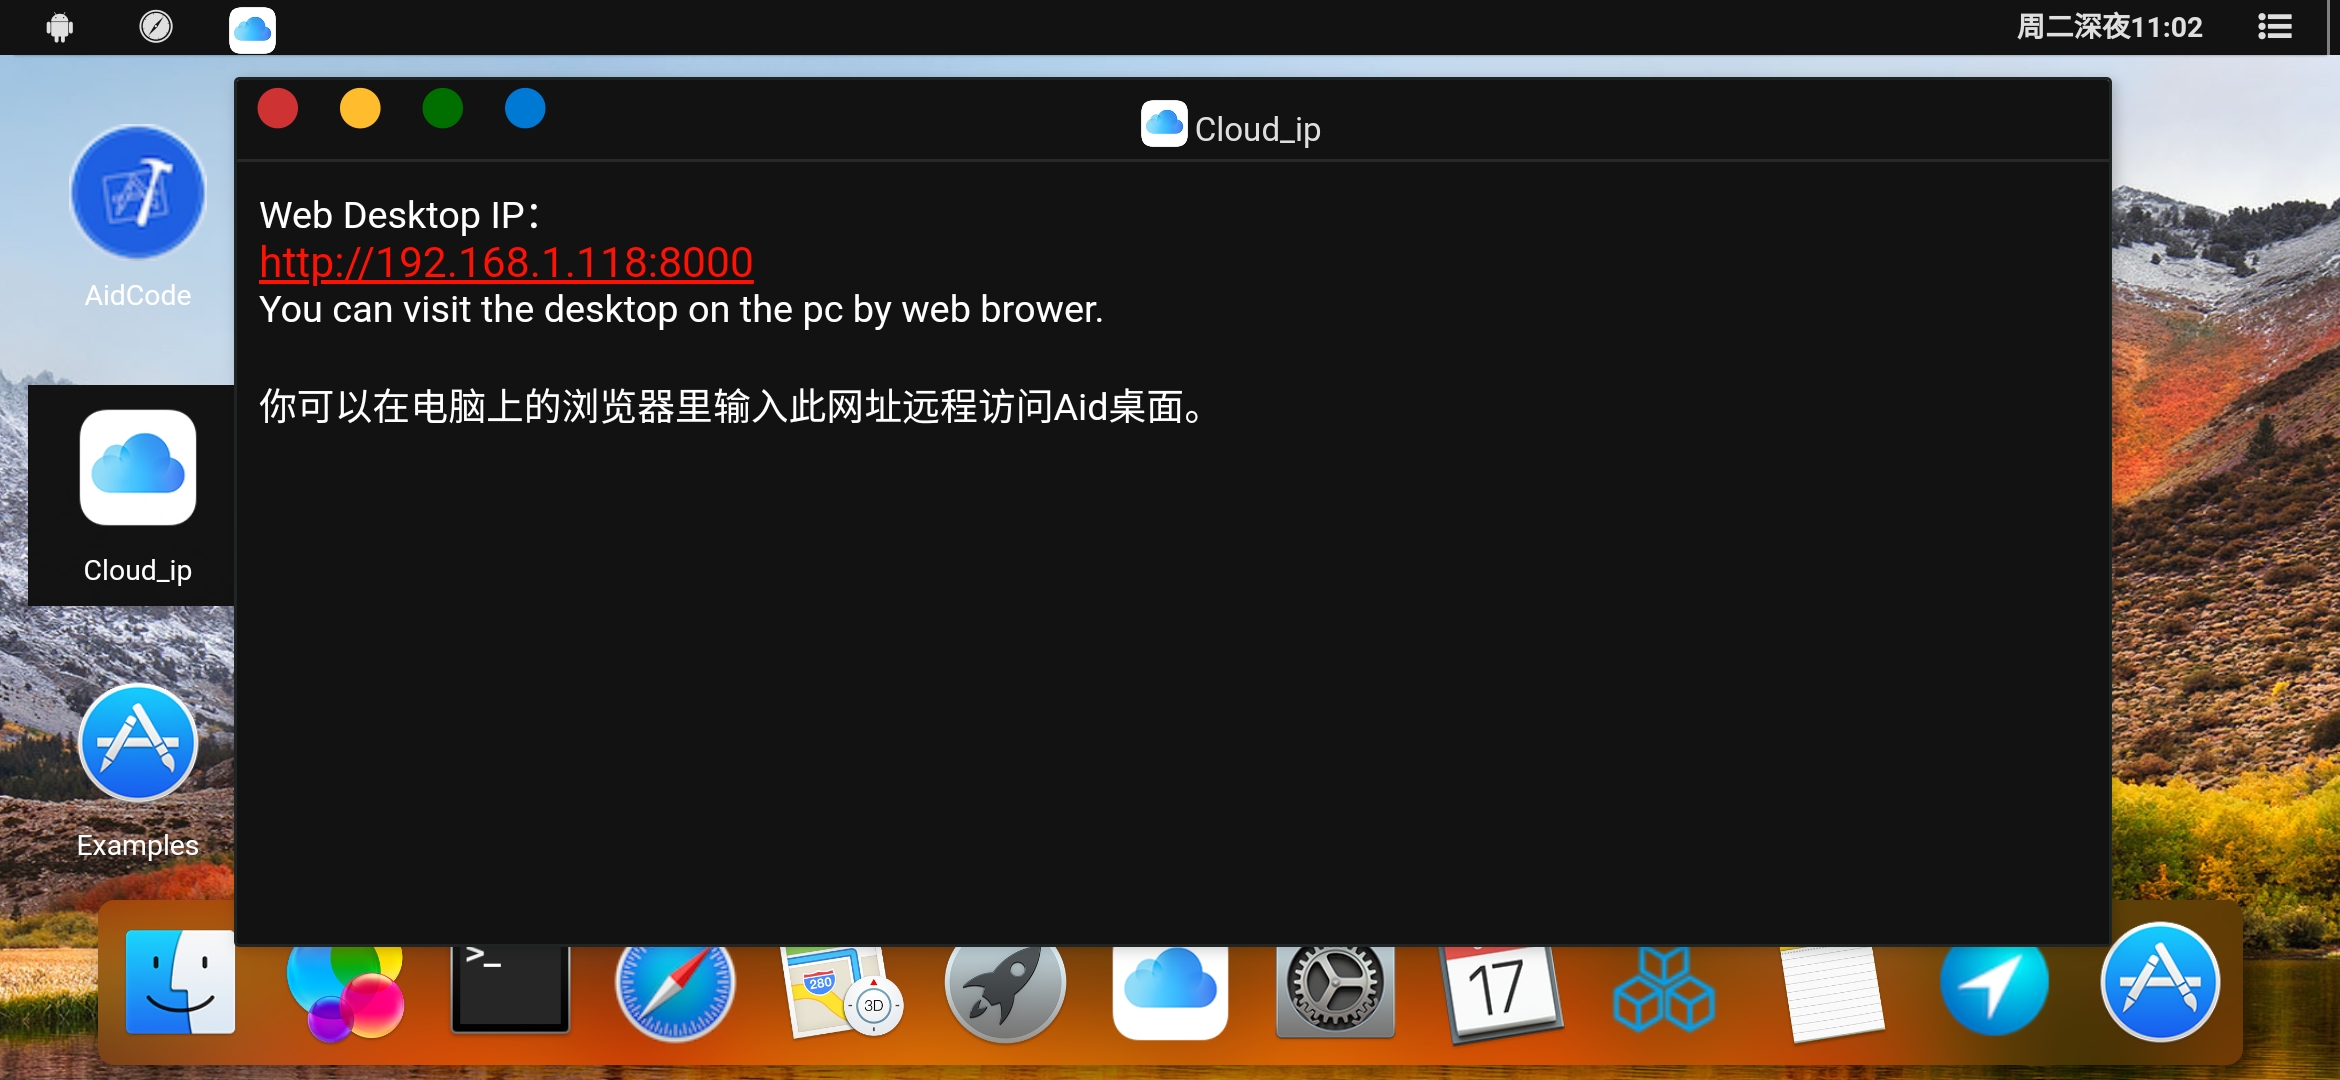 周二深夜11:02
Cloud_ip
Web Desktop IP：
http://192.168.1.118:8000
You can visit the desktop on the pc by web brower.
你可以在电脑上的浏览器里输入此网址远程访问Aid桌面。
AidCode
Cloud_ip
Examples
>_
280
3D
17